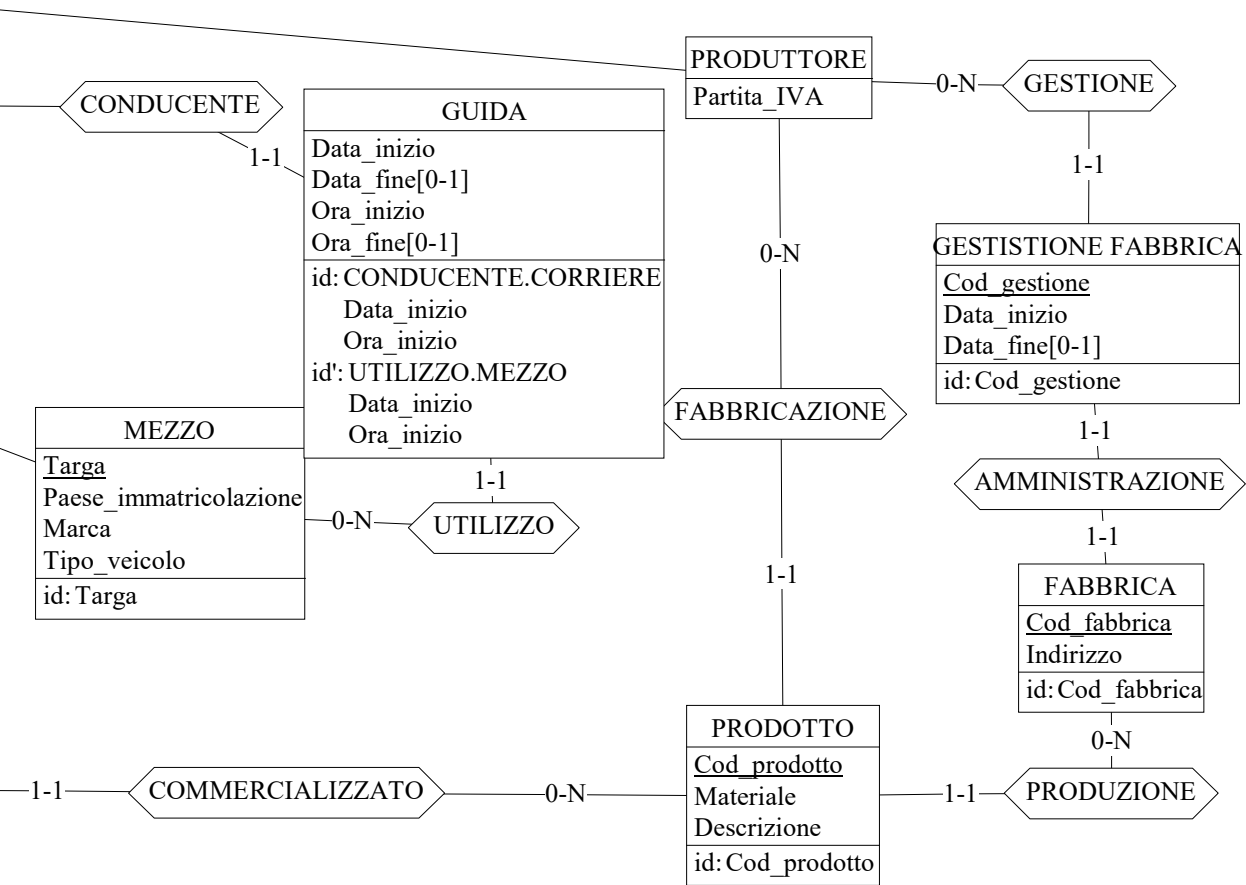 CONDUCENTE
1-1
GUIDA
Data_inizio
Data_fine[0-1]
Ora_inizio
Ora_fine[0-1]
id: CONDUCENTE.CORRIERE
Data_inizio
Ora_inizio
id': UTILIZZO.MEZZO
Data_inizio
Ora_inizio
PRODUTTORE
Partita_IVA
0-N
GESTIONE
1-1
GESTISTIONE FABBRICA
Cod_gestione
Data_inizio
Data_fine[0-1]
id: Cod_gestione
0-N
FABBRICAZIONE
1-1
MEZZO
Targa
Paese_immatricolazione
Marca
Tipo_veicolo
id: Targa
0-N
UTILIZZO
1-1
1-1
AMMINISTRAZIONE
1-1
FABBRICA
Cod_fabbrica
Indirizzo
id: Cod_fabbrica
0-N
PRODUZIONE
1-1
PRODOTTO
Cod_prodotto
Materiale
Descrizione
id: Cod_prodotto
0-N
COMMERCIALIZZATO
1-1